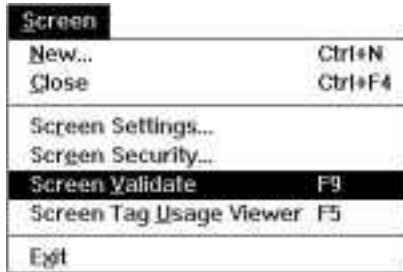 Screen
New... Ctrl+N
Close Ctrl+F4
Screen Settings...
Screen Security...
Screen Validate F9
Screen Tag Usage Viewer F5
Exit